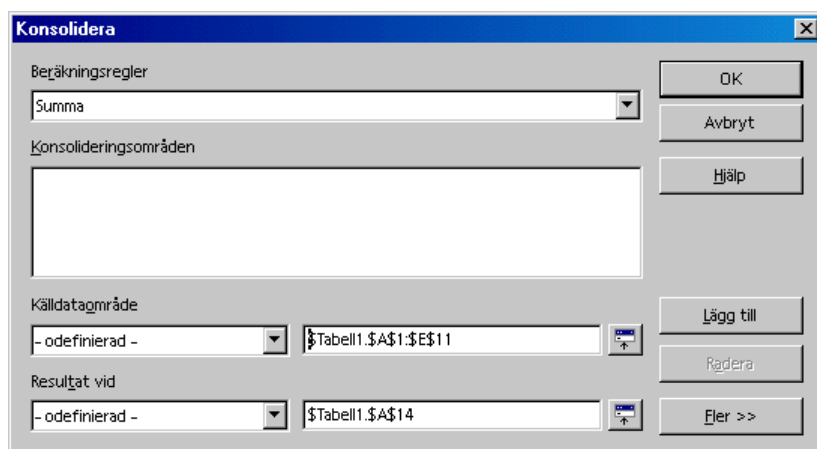 Konsolidera
Beräkningsregler
OK
Summa
Avbryt
Konsolideringsområden
Hjälp
Källdataområde
Lägg till
- odefinierad -
$Tabell1.$A$1:$E$11
Radera
Resultat vid
- odefinierad -
$Tabell1.$A$14
Fler >>